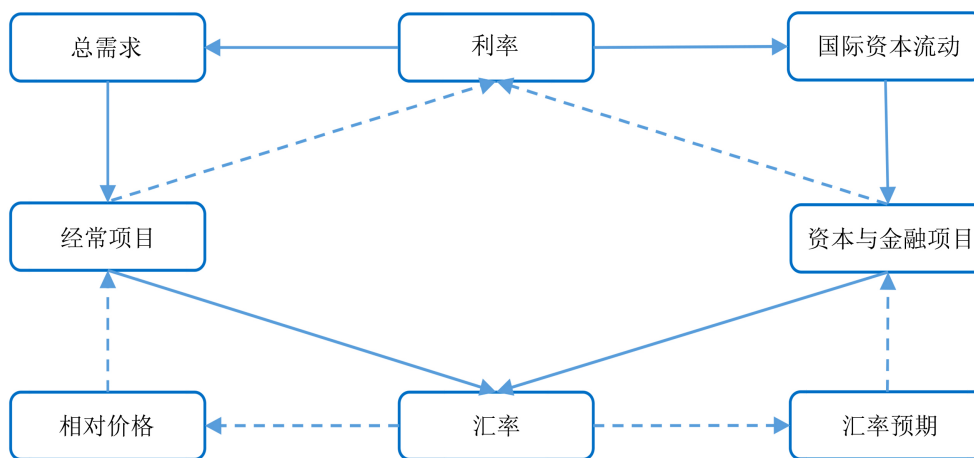 总需求
利率
国际资本流动
经常项目
资本与金融项目
相对价格
汇率
汇率预期